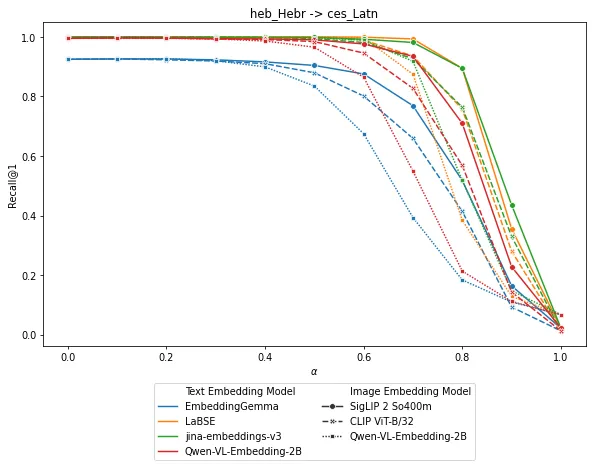 heb_Hebr -> ces_Latn
Recall@1
1.0
0.8
0.6
0.4
0.2
0.0
0.0 0.2 0.4 0.6 0.8 1.0
α
Text Embedding Model
EmbeddingGemma
LaBSE
jina-embeddings-v3
Qwen-VL-Embedding-2B
Image Embedding Model
SigLIP 2 So400m
CLIP ViT-B/32
Qwen-VL-Embedding-2B